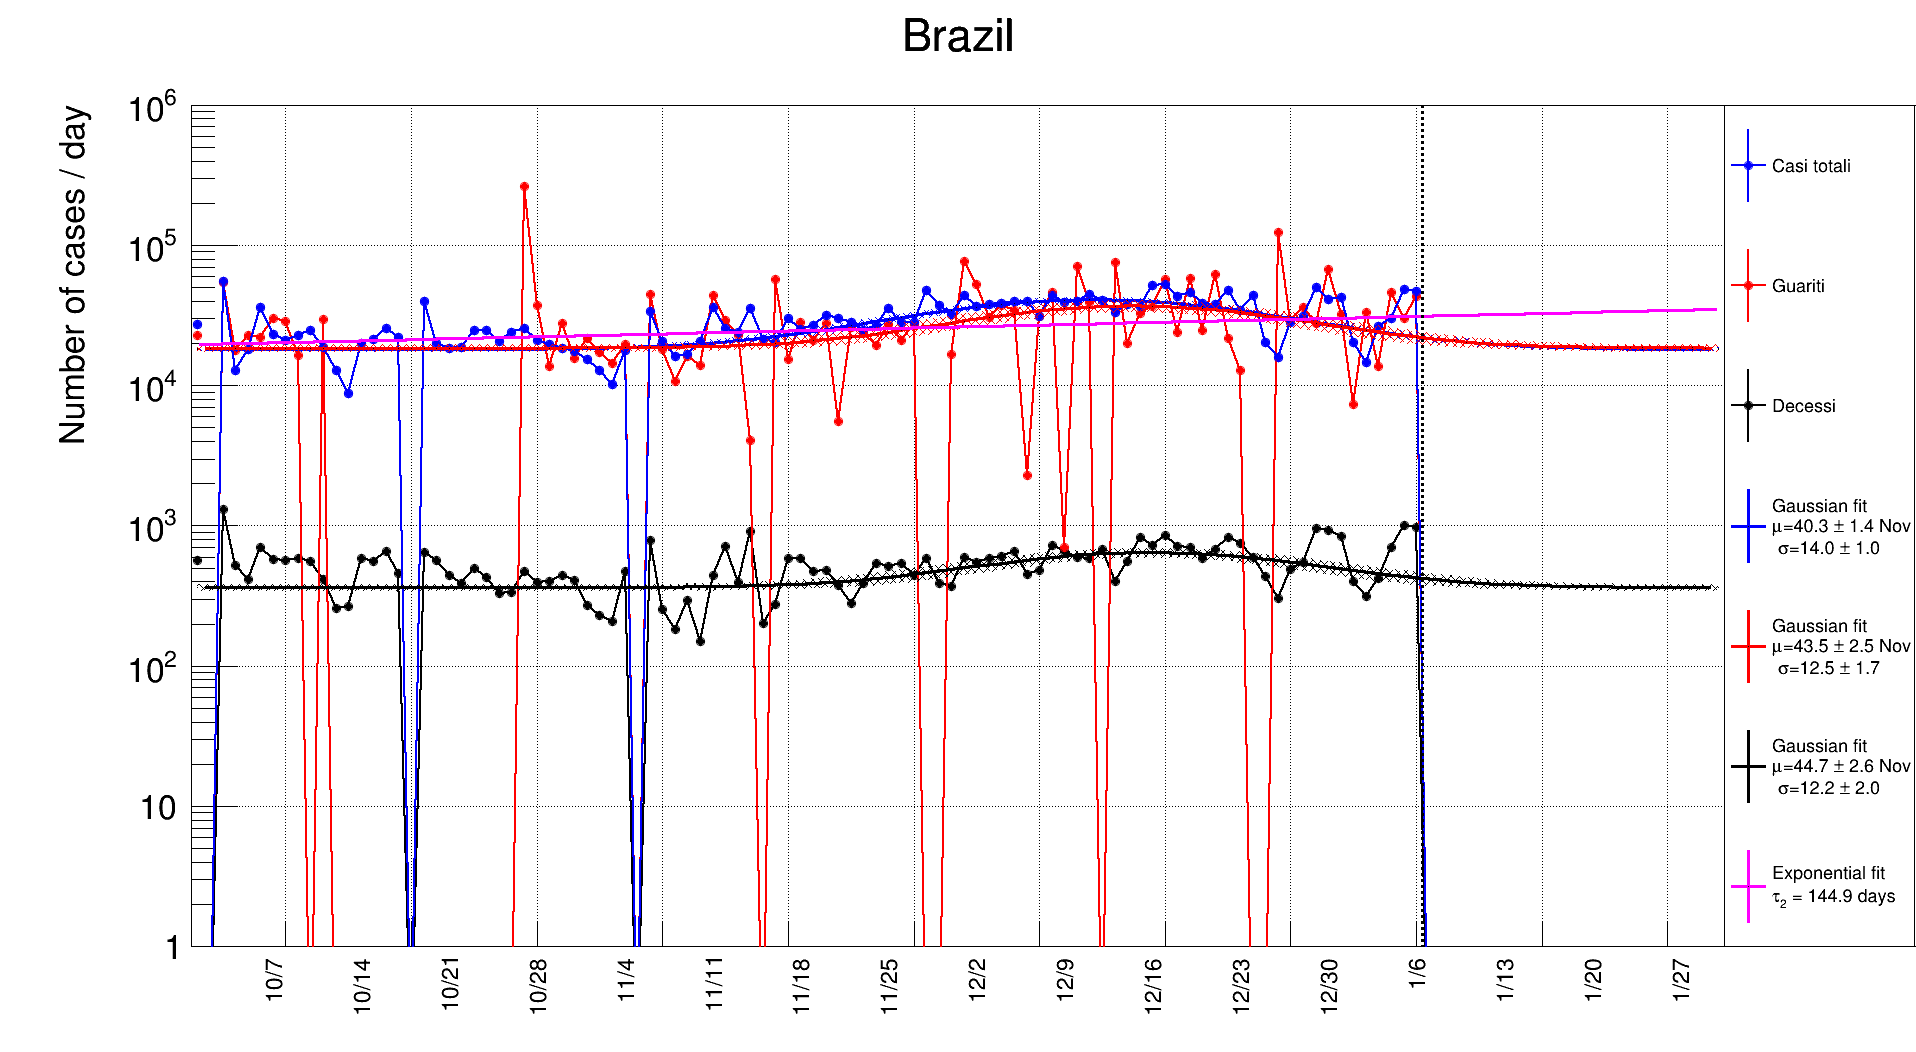 Brazil
Number of cases / day
10^6
10^5
10^4
10^3
10^2
10
1
10/7
10/14
10/21
10/28
11/4
11/11
11/18
11/25
12/2
12/9
12/16
12/23
12/30
1/6
1/13
1/20
1/27
Casi totali
Guariti
Decessi
Gaussian fit
μ=40.3 ± 1.4 Nov
σ=14.0 ± 1.0
Gaussian fit
μ=43.5 ± 2.5 Nov
σ=12.5 ± 1.7
Gaussian fit
μ=44.7 ± 2.6 Nov
σ=12.2 ± 2.0
Exponential fit
τ₂ = 144.9 days